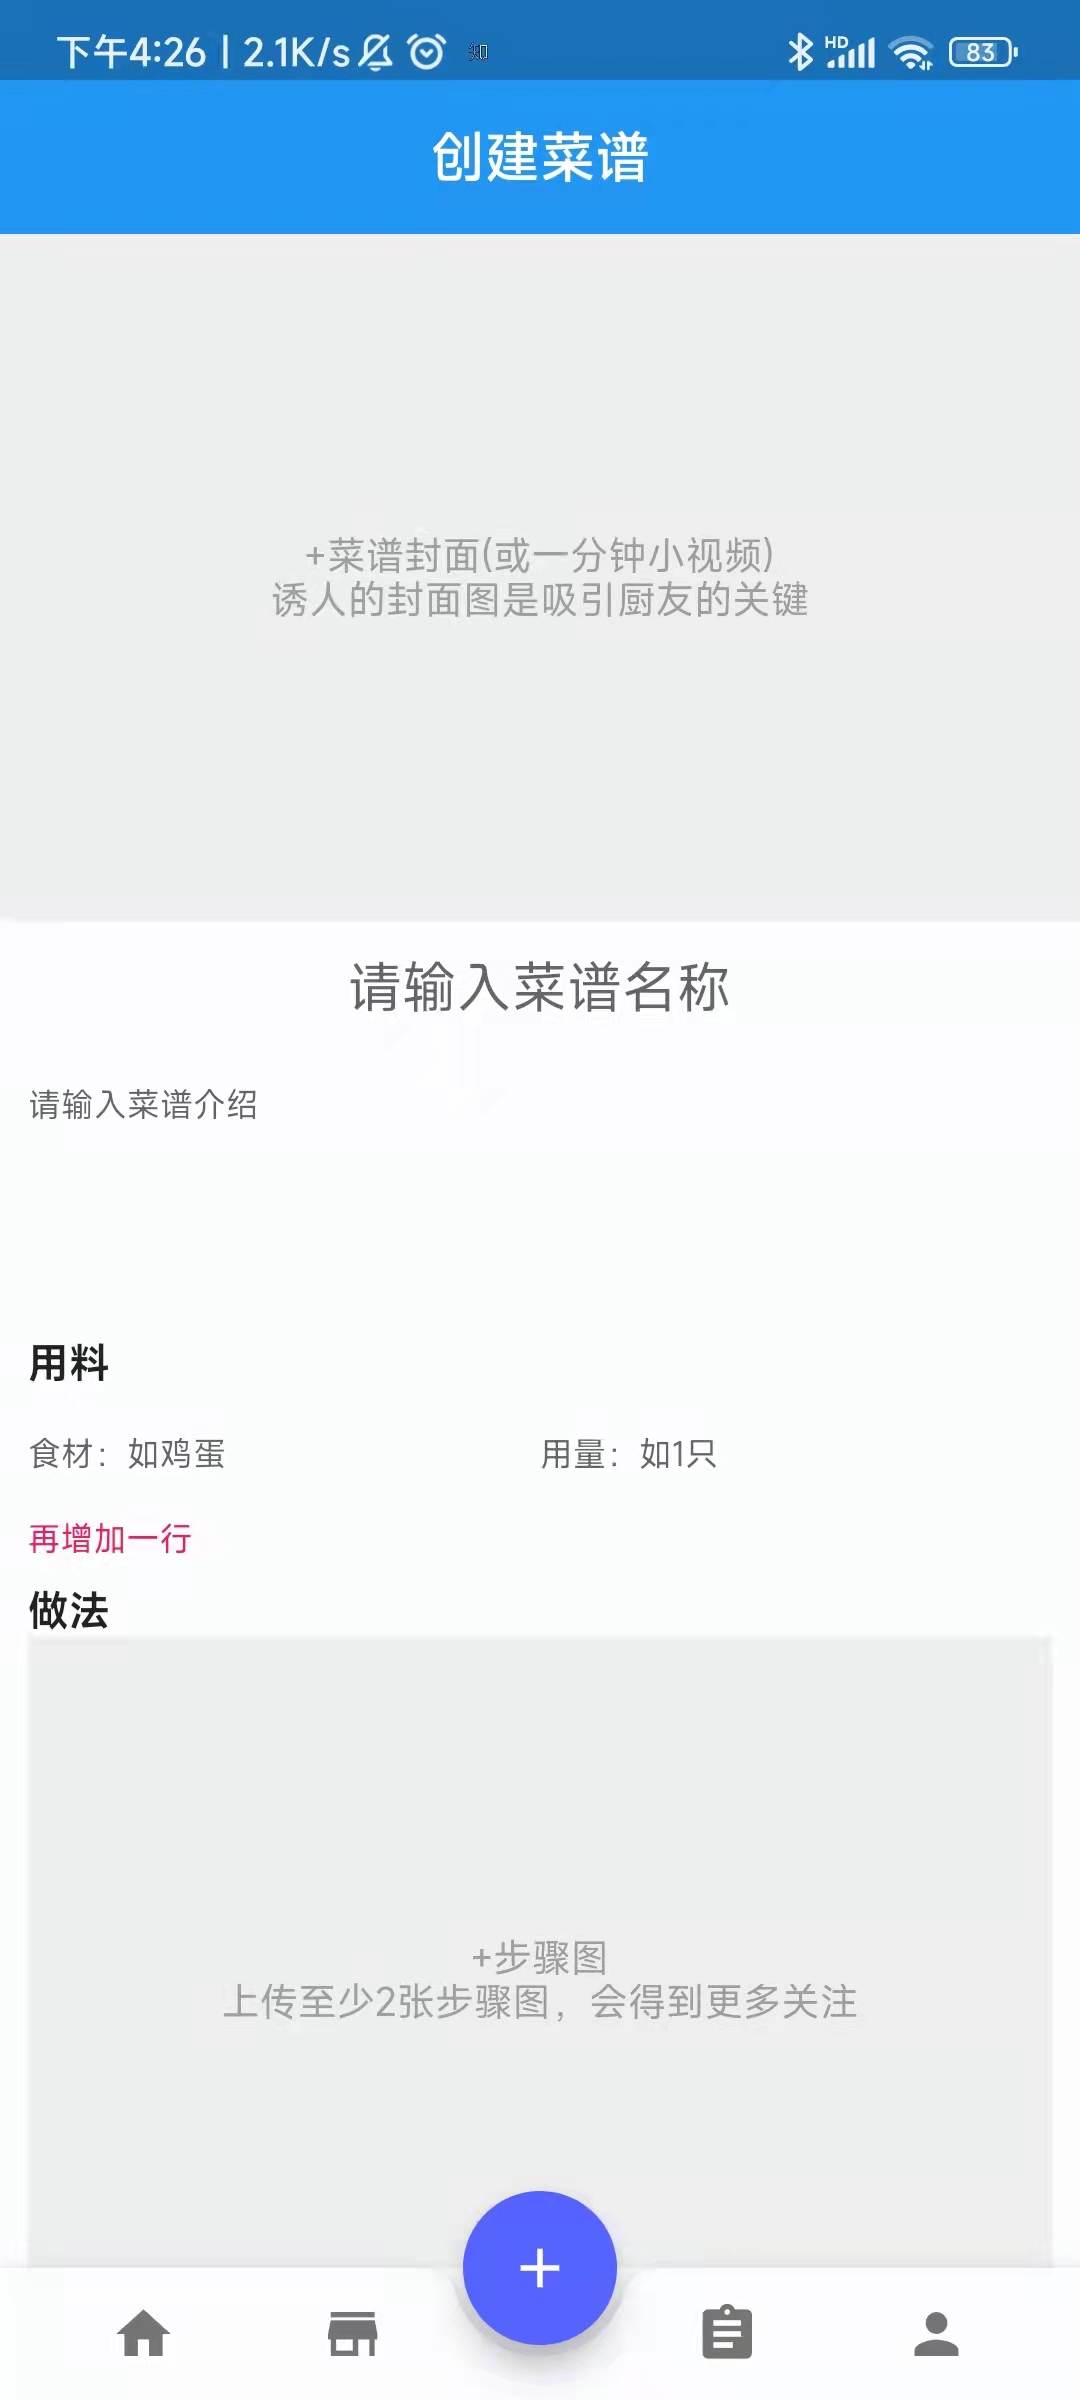 下午4:26 | 2.1K/s 知 HD 83
创建菜谱
+菜谱封面(或一分钟小视频)
诱人的封面图是吸引厨友的关键
请输入菜谱名称
请输入菜谱介绍
用料
食材：如鸡蛋 用量：如1只
再增加一行
做法
+步骤图
上传至少2张步骤图，会得到更多关注